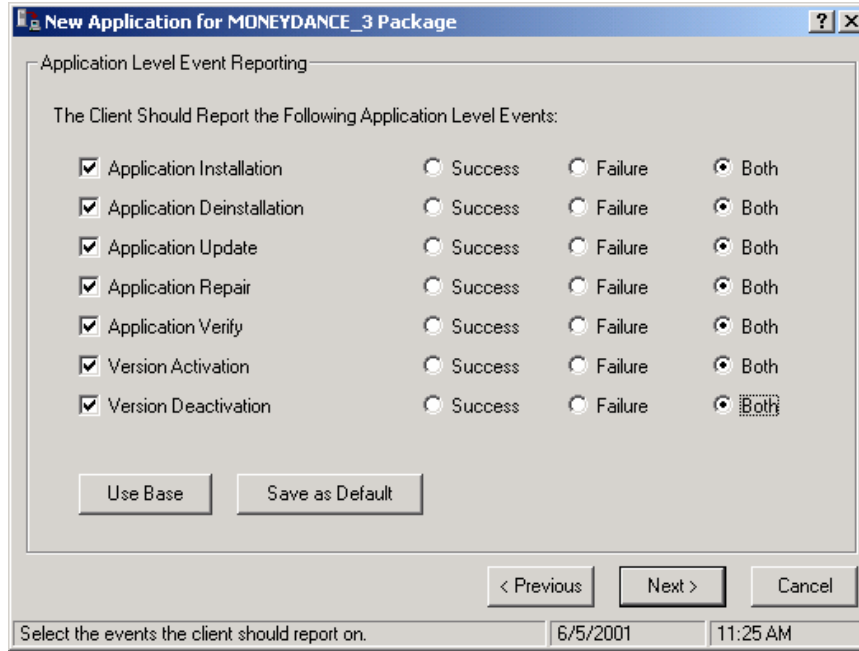 New Application for MONEYDANCE_3 Package
Application Level Event Reporting
The Client Should Report the Following Application Level Events:
Application Installation Success Failure Both
Application Deinstallation Success Failure Both
Application Update Success Failure Both
Application Repair Success Failure Both
Application Verify Success Failure Both
Version Activation Success Failure Both
Version Deactivation Success Failure Both
Use Base Save as Default
< Previous Next > Cancel
Select the events the client should report on. 6/5/2001 11:25 AM